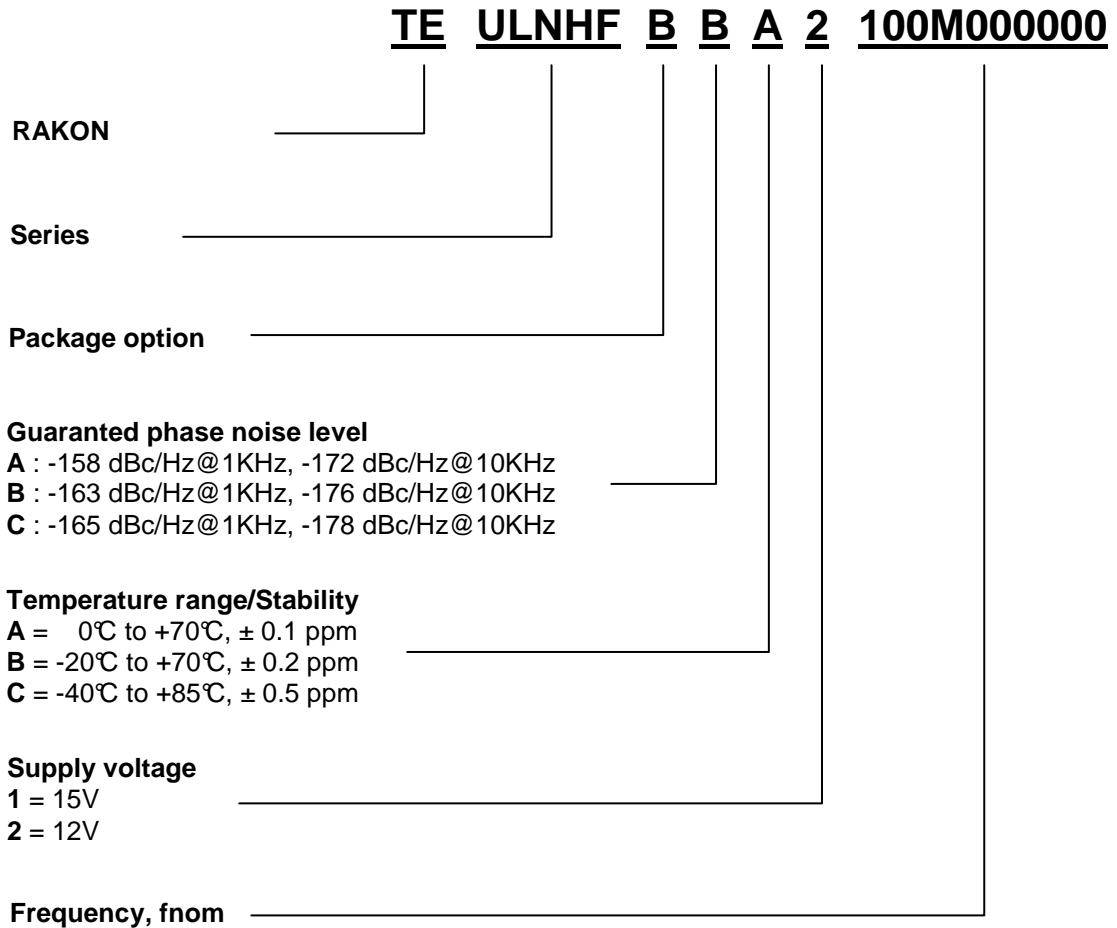 TE ULNHF B B A 2 100M000000
RAKON
Series
Package option
Guaranted phase noise level
A : -158 dBc/Hz@1KHz, -172 dBc/Hz@10KHz
B : -163 dBc/Hz@1KHz, -176 dBc/Hz@10KHz
C : -165 dBc/Hz@1KHz, -178 dBc/Hz@10KHz
Temperature range/Stability
A = 0℃ to +70℃, ± 0.1 ppm
B = -20℃ to +70℃, ± 0.2 ppm
C = -40℃ to +85℃, ± 0.5 ppm
Supply voltage
1 = 15V
2 = 12V
Frequency, fnom